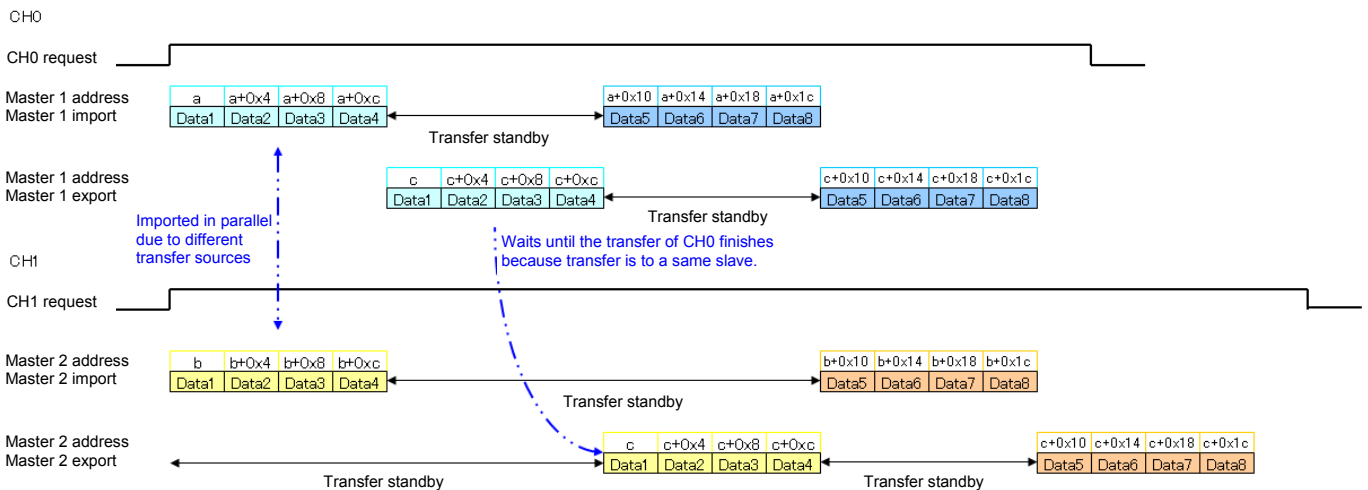 CH0
CH0 request
Master 1 address
a a+0x4 a+0x8 a+0xc a+0x10 a+0x14 a+0x18 a+0x1c
Master 1 import
Data1 Data2 Data3 Data4 Data5 Data6 Data7 Data8
Transfer standby
Master 1 address
c c+0x4 c+0x8 c+0xc c+0x10 c+0x14 c+0x18 c+0x1c
Master 1 export
Data1 Data2 Data3 Data4 Data5 Data6 Data7 Data8
Transfer standby
Imported in parallel
due to different
transfer sources
Waits until the transfer of CH0 finishes
because transfer is to a same slave.
CH1
CH1 request
Master 2 address
b b+0x4 b+0x8 b+0xc b+0x10 b+0x14 b+0x18 b+0x1c
Master 2 import
Data1 Data2 Data3 Data4 Data5 Data6 Data7 Data8
Transfer standby
Master 2 address
c c+0x4 c+0x8 c+0xc c+0x10 c+0x14 c+0x18 c+0x1c
Master 2 export
Data1 Data2 Data3 Data4 Data5 Data6 Data7 Data8
Transfer standby Transfer standby